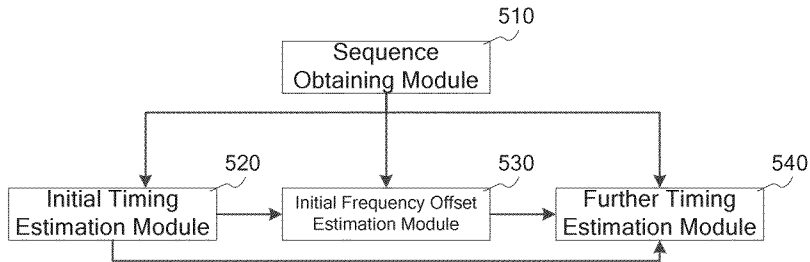 510
Sequence
Obtaining Module
520
Initial Timing
Estimation Module
530
Initial Frequency Offset
Estimation Module
540
Further Timing
Estimation Module